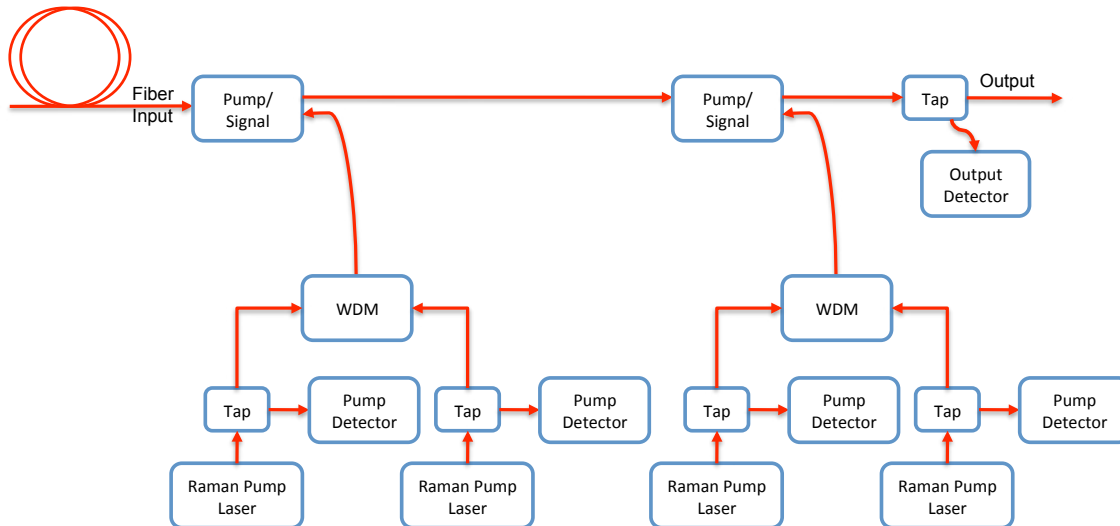 Fiber
Input
Pump/
Signal
Pump/
Signal
Tap
Output
Output
Detector
WDM
WDM
Tap
Pump
Detector
Tap
Pump
Detector
Tap
Pump
Detector
Tap
Pump
Detector
Raman Pump
Laser
Raman Pump
Laser
Raman Pump
Laser
Raman Pump
Laser